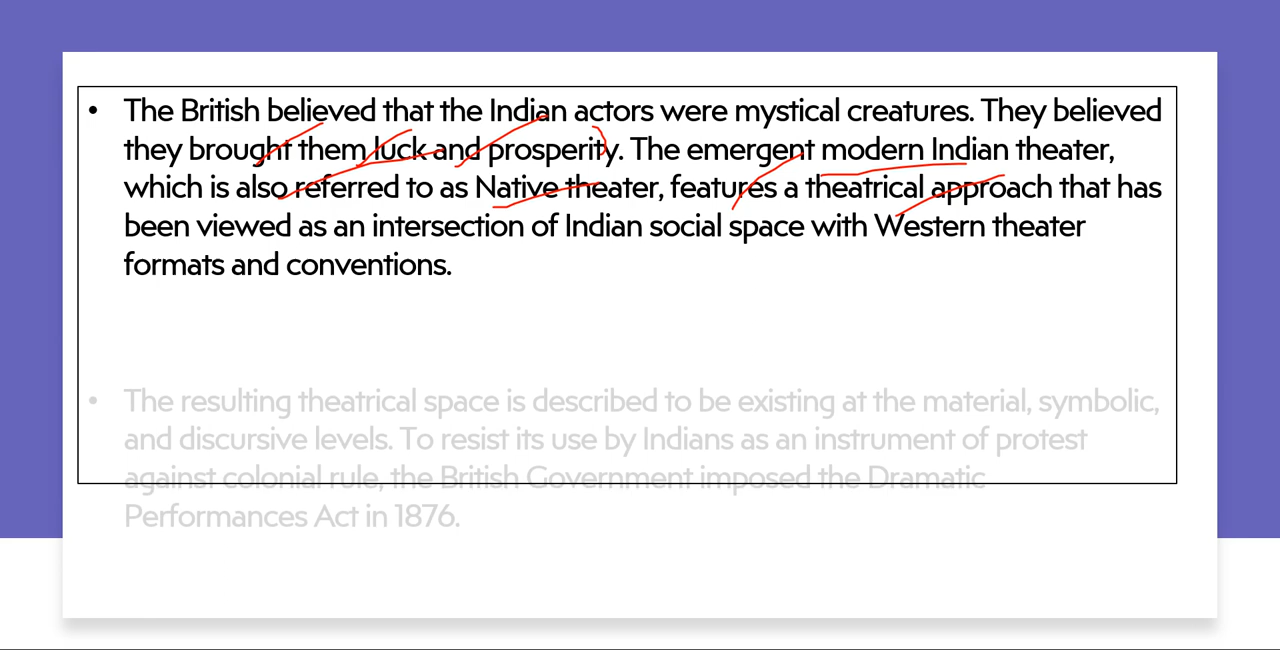 • The British believed that the Indian actors were mystical creatures. They believed
they brought them luck and prosperity. The emergent modern Indian theater,
which is also referred to as Native theater, features a theatrical approach that has
been viewed as an intersection of Indian social space with Western theater
formats and conventions.
• The resulting theatrical space is described to be existing at the material, symbolic,
and discursive levels. To resist its use by Indians as an instrument of protest
against colonial rule, the British Government imposed the Dramatic
Performances Act in 1876.